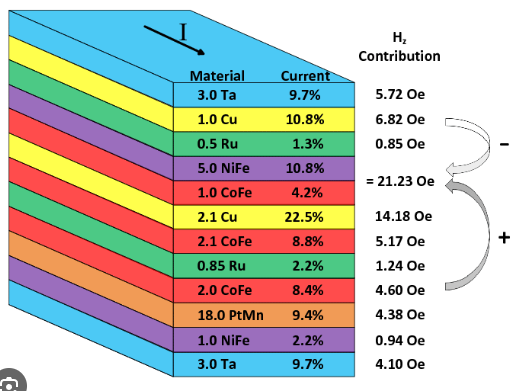 I
H_z
Contribution
Material Current
3.0 Ta 9.7% 5.72 Oe
1.0 Cu 10.8% 6.82 Oe
0.5 Ru 1.3% 0.85 Oe
-
5.0 NiFe 10.8%
= 21.23 Oe
1.0 CoFe 4.2%
2.1 Cu 22.5% 14.18 Oe
2.1 CoFe 8.8% 5.17 Oe
+
0.85 Ru 2.2% 1.24 Oe
2.0 CoFe 8.4% 4.60 Oe
18.0 PtMn 9.4% 4.38 Oe
1.0 NiFe 2.2% 0.94 Oe
3.0 Ta 9.7% 4.10 Oe